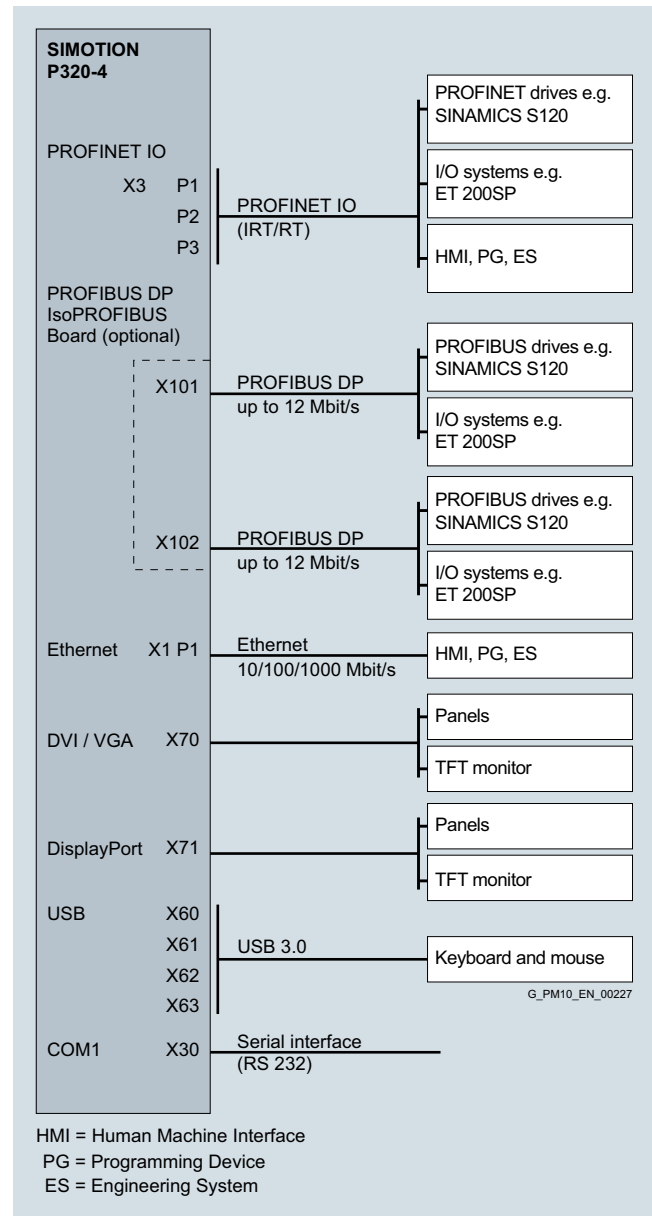 SIMOTION
P320-4
PROFINET IO
X3 P1
P2
P3
PROFINET IO
(IRT/RT)
PROFINET drives e.g.
SINAMICS S120
I/O systems e.g.
ET 200SP
HMI, PG, ES
PROFIBUS DP
IsoPROFIBUS
Board (optional)
X101
PROFIBUS DP
up to 12 Mbit/s
PROFIBUS drives e.g.
SINAMICS S120
I/O systems e.g.
ET 200SP
X102
PROFIBUS DP
up to 12 Mbit/s
PROFIBUS drives e.g.
SINAMICS S120
I/O systems e.g.
ET 200SP
Ethernet X1 P1
Ethernet
10/100/1000 Mbit/s
HMI, PG, ES
DVI / VGA X70
Panels
TFT monitor
DisplayPort X71
Panels
TFT monitor
USB X60
X61
X62
X63
USB 3.0
Keyboard and mouse
G_PM10_EN_00227
COM1 X30
Serial interface
(RS 232)
HMI = Human Machine Interface
PG = Programming Device
ES = Engineering System